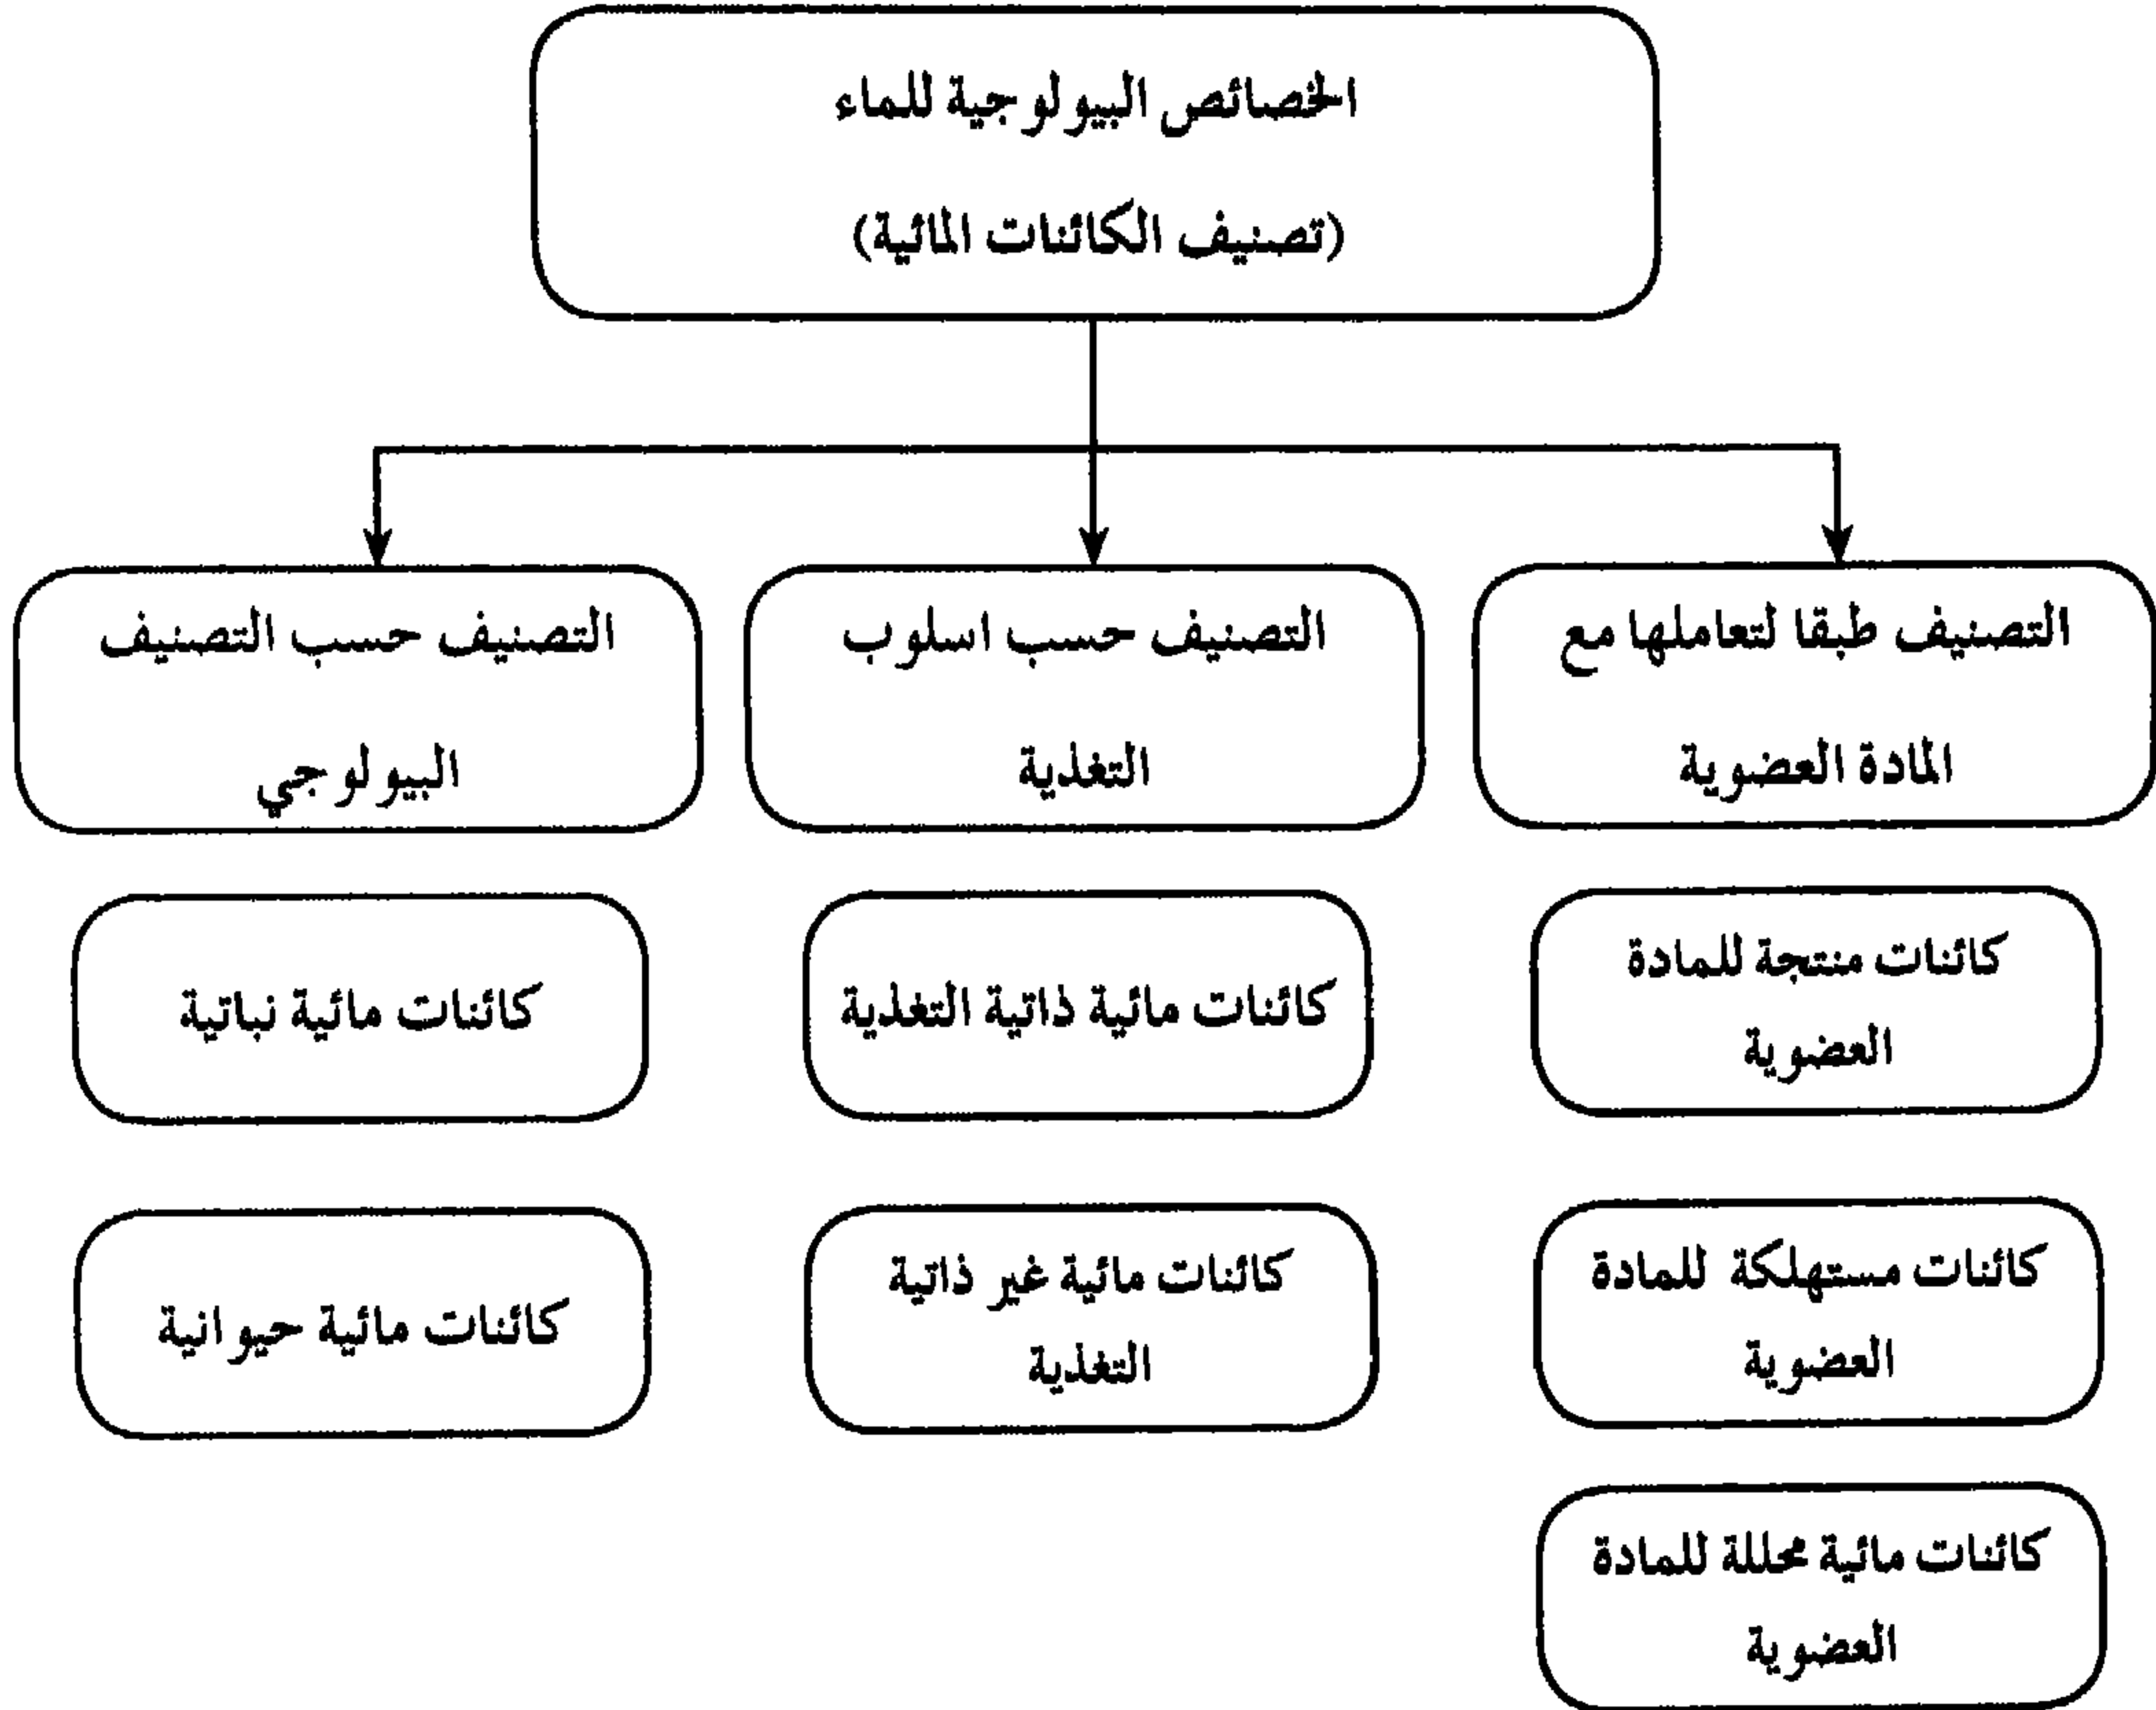 الخصائص البيولوجية للماء
(تصنيف الكائنات المائية)
التصنيف طبقا لتعاملها مع
المادة العضوية
التصنيف حسب اسلوب
التغذية
التصنيف حسب التصنيف
البيولوجي
كائنات منتجة للمادة
العضوية
كائنات مائية ذاتية التغذية
كائنات مائية نباتية
كائنات مستهلكة للمادة
العضوية
كائنات مائية غير ذاتية
التغذية
كائنات مائية حيوانية
كائنات مائية محللة للمادة
العضوية